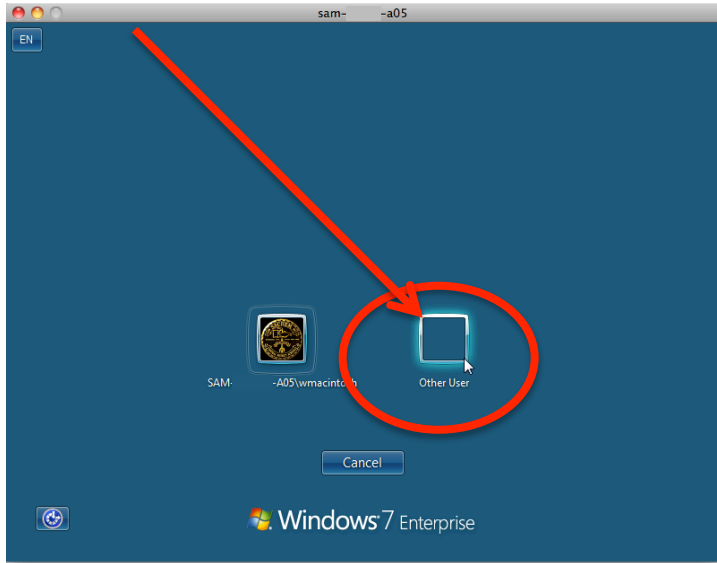 sam- -a05
EN
SAM- -A05\wmacintosh
Other User
Cancel
Windows 7 Enterprise